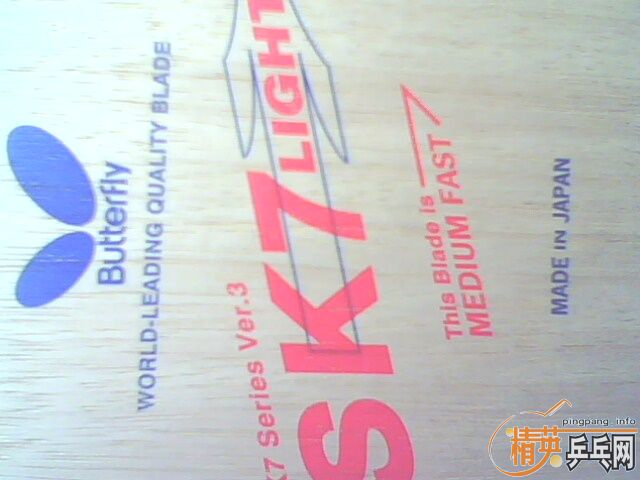 Butterfly
WORLD-LEADING QUALITY BLADE
K7 Series Ver.3
SK7 LIGHT
This Blade is
MEDIUM FAST
MADE IN JAPAN
pingpang.info
精英乒乓网